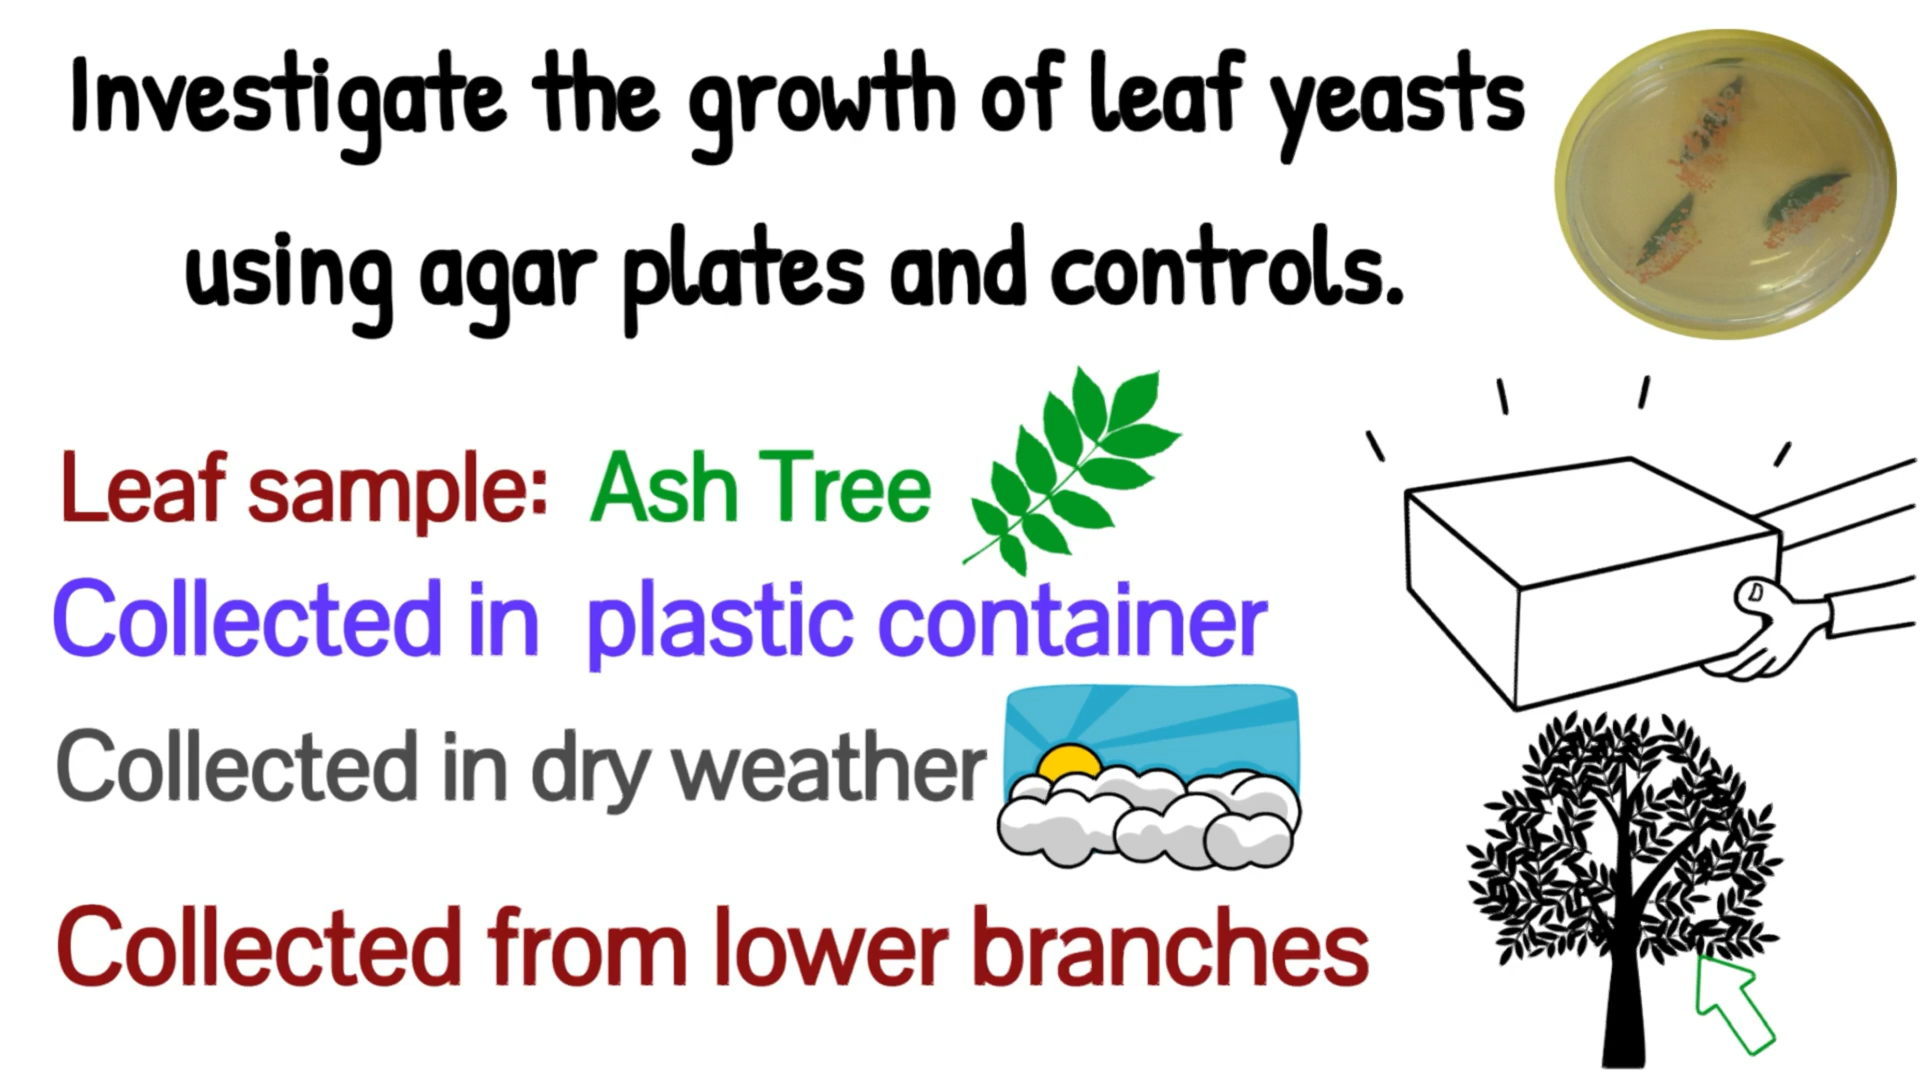 Investigate the growth of leaf yeasts
using agar plates and controls.
Leaf sample: Ash Tree
Collected in plastic container
Collected in dry weather
Collected from lower branches